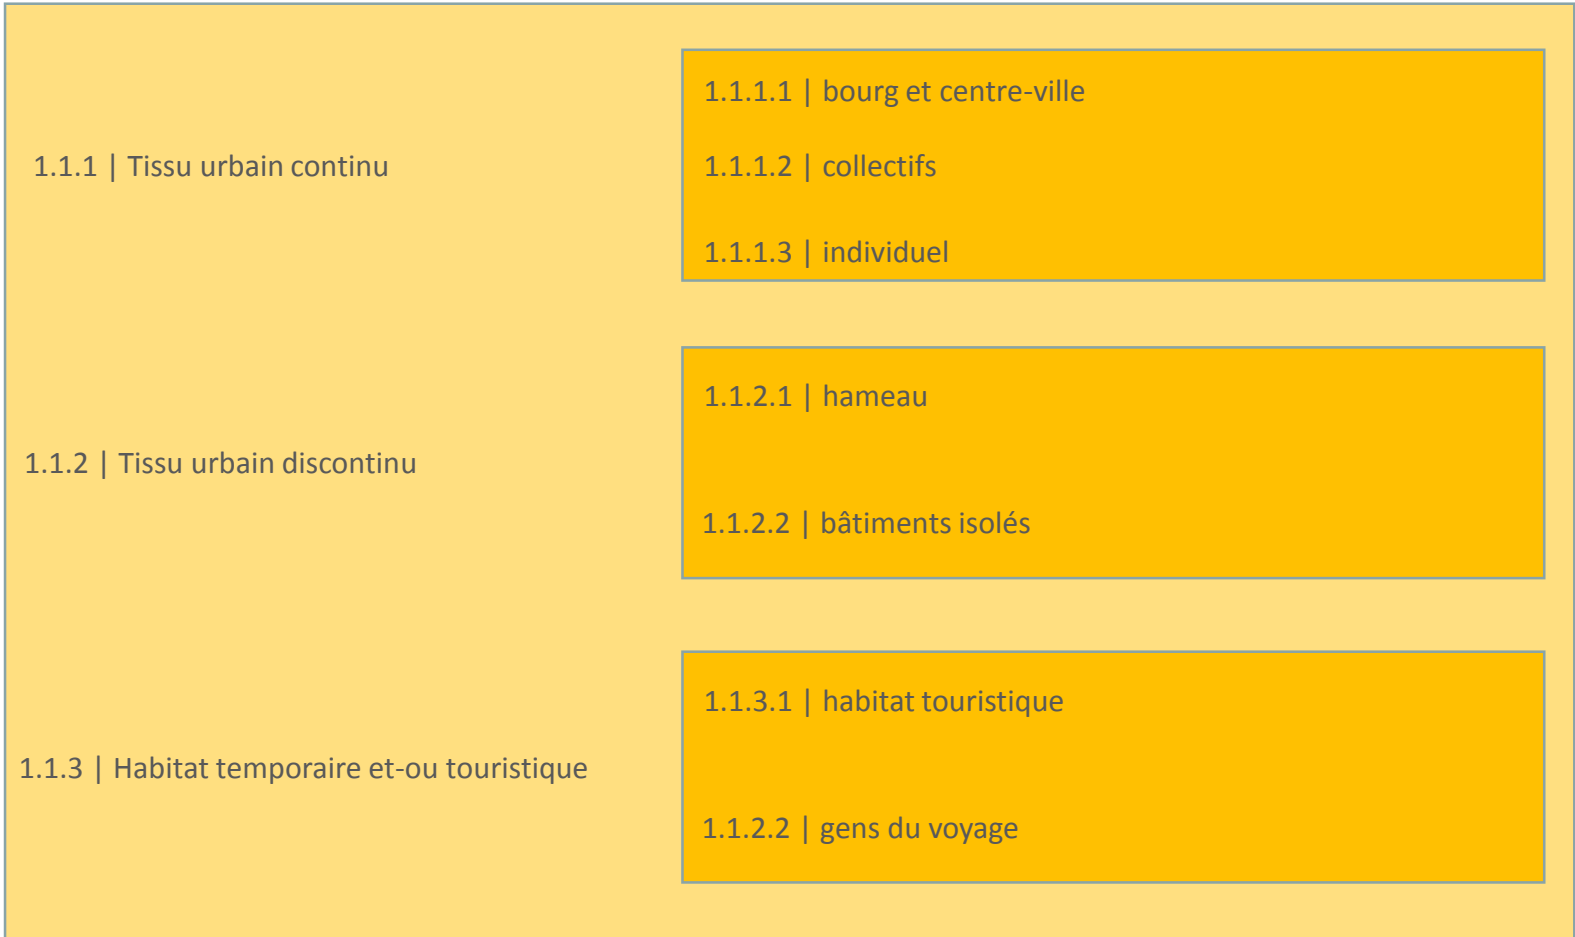 1.1.1 | Tissu urbain continu
1.1.1.1 | bourg et centre-ville
1.1.1.2 | collectifs
1.1.1.3 | individuel
1.1.2 | Tissu urbain discontinu
1.1.2.1 | hameau
1.1.2.2 | bâtiments isolés
1.1.3 | Habitat temporaire et-ou touristique
1.1.3.1 | habitat touristique
1.1.2.2 | gens du voyage